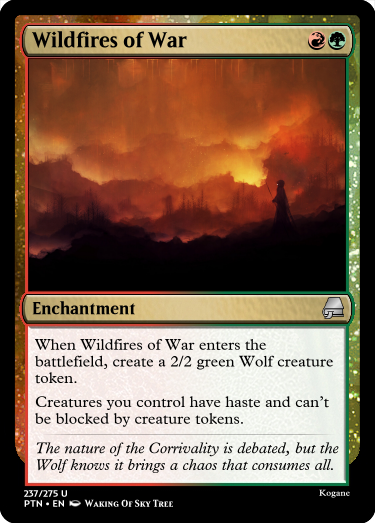 Wildfires of War
Enchantment
When Wildfires of War enters the
battlefield, create a 2/2 green Wolf creature
token.
Creatures you control have haste and can't
be blocked by creature tokens.
The nature of the Corrivality is debated, but the
Wolf knows it brings a chaos that consumes all.
237/275 U
Kogane
PTN • EN Waking Of Sky Tree